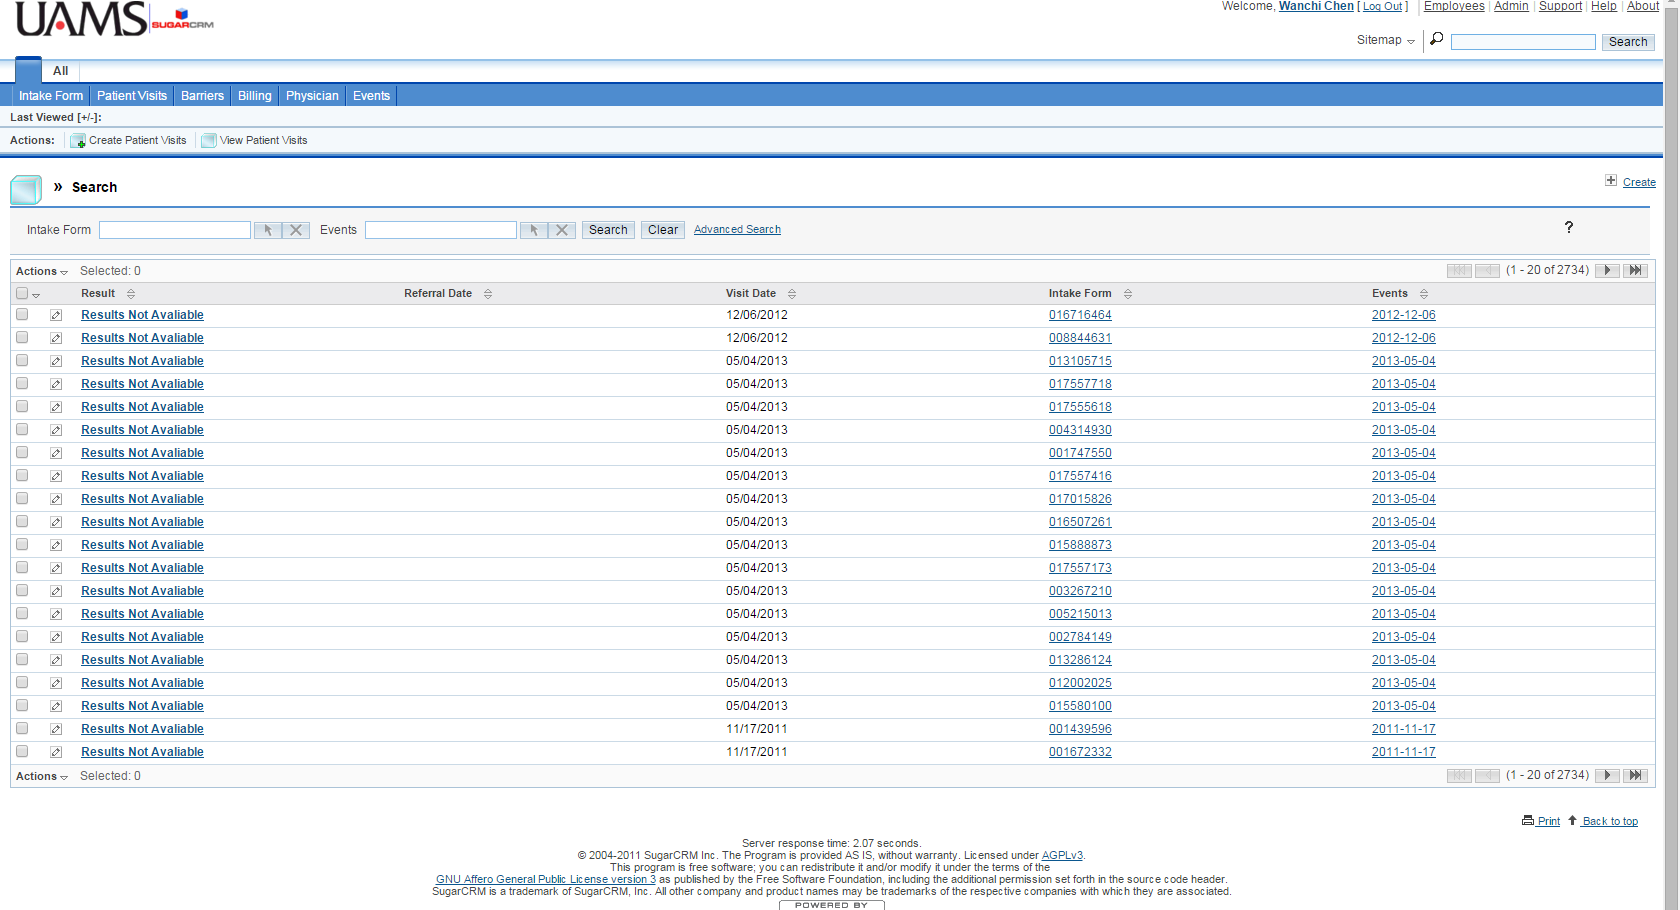 UAMS SUGARCRM
Welcome, Wanchi Chen [ Log Out ] Employees Admin Support Help About
Sitemap Search
All
Intake Form Patient Visits Barriers Billing Physician Events
Last Viewed [+/-]:
Actions: Create Patient Visits View Patient Visits
» Search
Create
Intake Form Events Search Clear Advanced Search ?
Actions Selected: 0 (1 - 20 of 2734)
Result Referral Date Visit Date Intake Form Events
Results Not Avaliable 12/06/2012 016716464 2012-12-06
Results Not Avaliable 12/06/2012 008844631 2012-12-06
Results Not Avaliable 05/04/2013 013105715 2013-05-04
Results Not Avaliable 05/04/2013 017557718 2013-05-04
Results Not Avaliable 05/04/2013 017555618 2013-05-04
Results Not Avaliable 05/04/2013 004314930 2013-05-04
Results Not Avaliable 05/04/2013 001747550 2013-05-04
Results Not Avaliable 05/04/2013 017557416 2013-05-04
Results Not Avaliable 05/04/2013 017015826 2013-05-04
Results Not Avaliable 05/04/2013 016507261 2013-05-04
Results Not Avaliable 05/04/2013 015888873 2013-05-04
Results Not Avaliable 05/04/2013 017557173 2013-05-04
Results Not Avaliable 05/04/2013 003267210 2013-05-04
Results Not Avaliable 05/04/2013 005215013 2013-05-04
Results Not Avaliable 05/04/2013 002784149 2013-05-04
Results Not Avaliable 05/04/2013 013286124 2013-05-04
Results Not Avaliable 05/04/2013 012002025 2013-05-04
Results Not Avaliable 05/04/2013 015580100 2013-05-04
Results Not Avaliable 11/17/2011 001439596 2011-11-17
Results Not Avaliable 11/17/2011 001672332 2011-11-17
Actions Selected: 0 (1 - 20 of 2734)
Print Back to top
Server response time: 2.07 seconds.
© 2004-2011 SugarCRM Inc. The Program is provided AS IS, without warranty. Licensed under AGPLv3.
This program is free software; you can redistribute it and/or modify it under the terms of the
GNU Affero General Public License version 3 as published by the Free Software Foundation, including the additional permission set forth in the source code header.
SugarCRM is a trademark of SugarCRM, Inc. All other company and product names may be trademarks of the respective companies with which they are associated.
POWERED BY